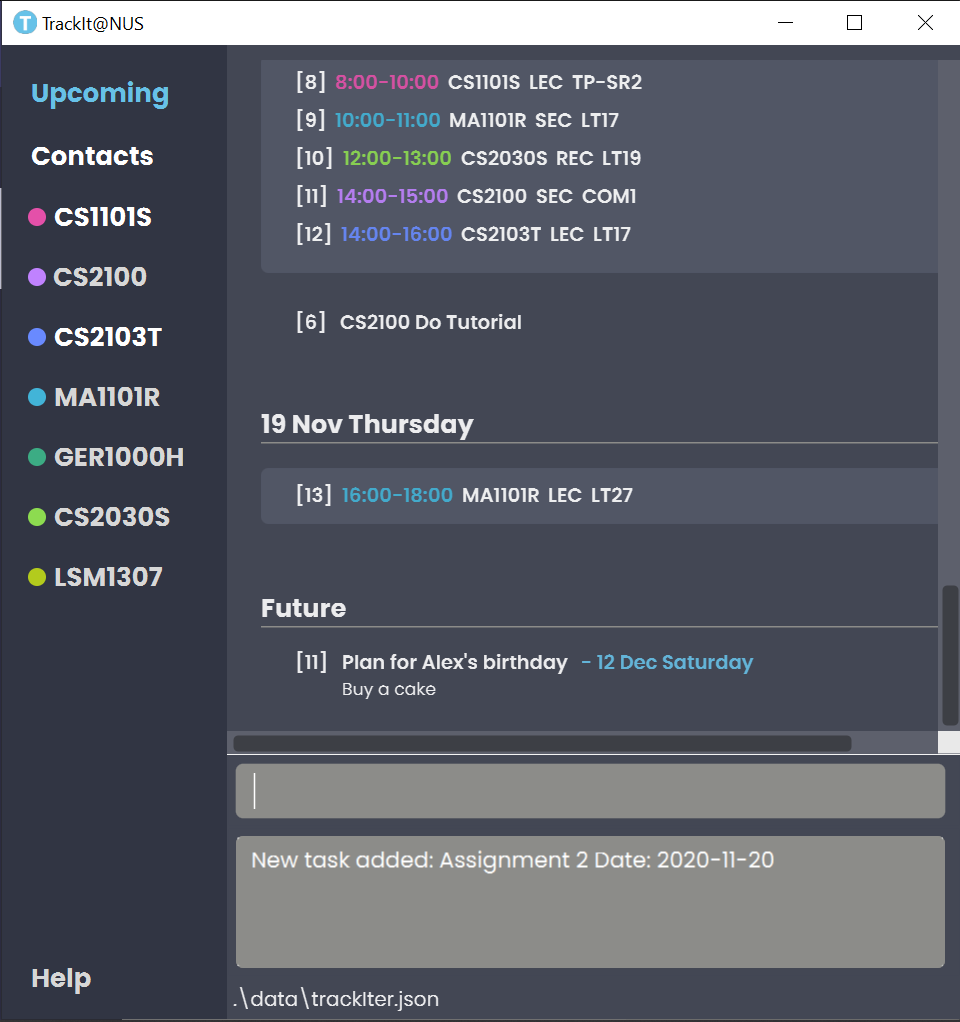 T TrackIt@NUS
Upcoming
Contacts
CS1101S
CS2100
CS2103T
MA1101R
GER1000H
CS2030S
LSM1307
Help
[8] 8:00-10:00 CS1101S LEC TP-SR2
[9] 10:00-11:00 MA1101R SEC LT17
[10] 12:00-13:00 CS2030S REC LT19
[11] 14:00-15:00 CS2100 SEC COM1
[12] 14:00-16:00 CS2103T LEC LT17
[6] CS2100 Do Tutorial
19 Nov Thursday
[13] 16:00-18:00 MA1101R LEC LT27
Future
[11] Plan for Alex's birthday - 12 Dec Saturday
Buy a cake
New task added: Assignment 2 Date: 2020-11-20
.\data\trackIter.json